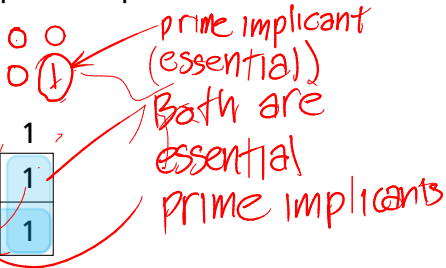 prime implicant
0 0
(essential)
0 1
Both are
1
essential
1
prime implicants
1